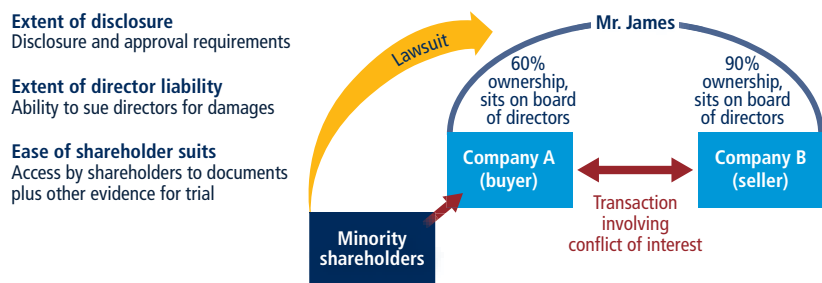 Extent of disclosure
Disclosure and approval requirements
Extent of director liability
Ability to sue directors for damages
Ease of shareholder suits
Access by shareholders to documents
plus other evidence for trial
Lawsuit
Mr. James
60%
ownership,
sits on board
of directors
90%
ownership,
sits on board
of directors
Company A
(buyer)
Company B
(seller)
Transaction
involving
conflict of interest
Minority
shareholders